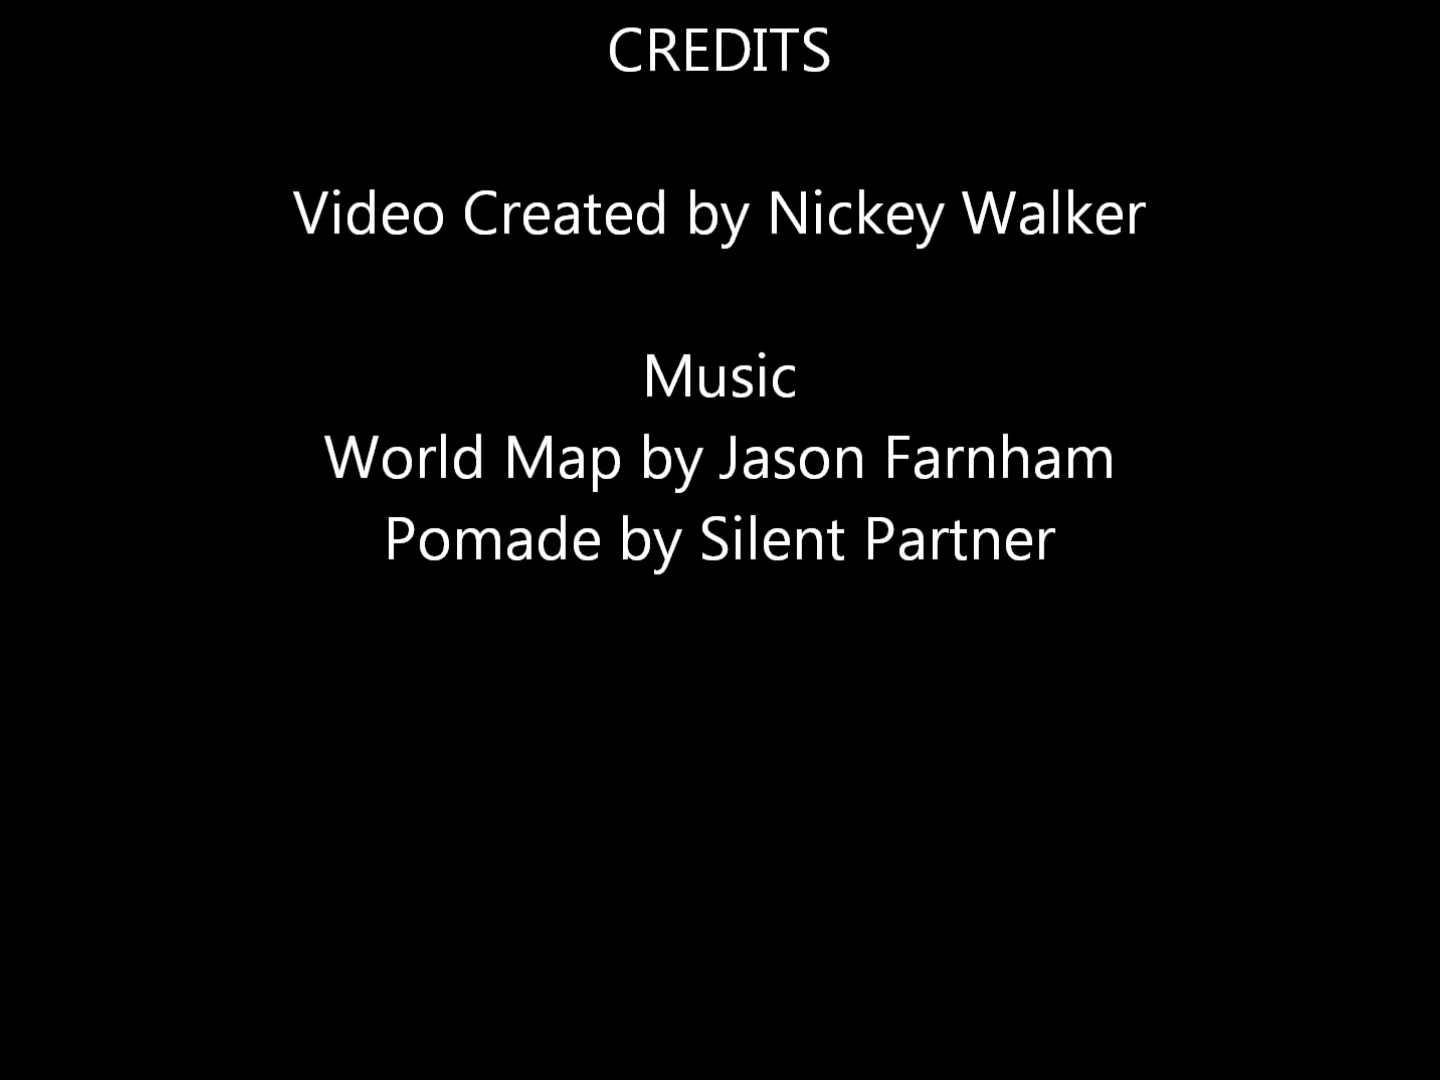 CREDITS
Video Created by Nickey Walker
Music
World Map by Jason Farnham
Pomade by Silent Partner